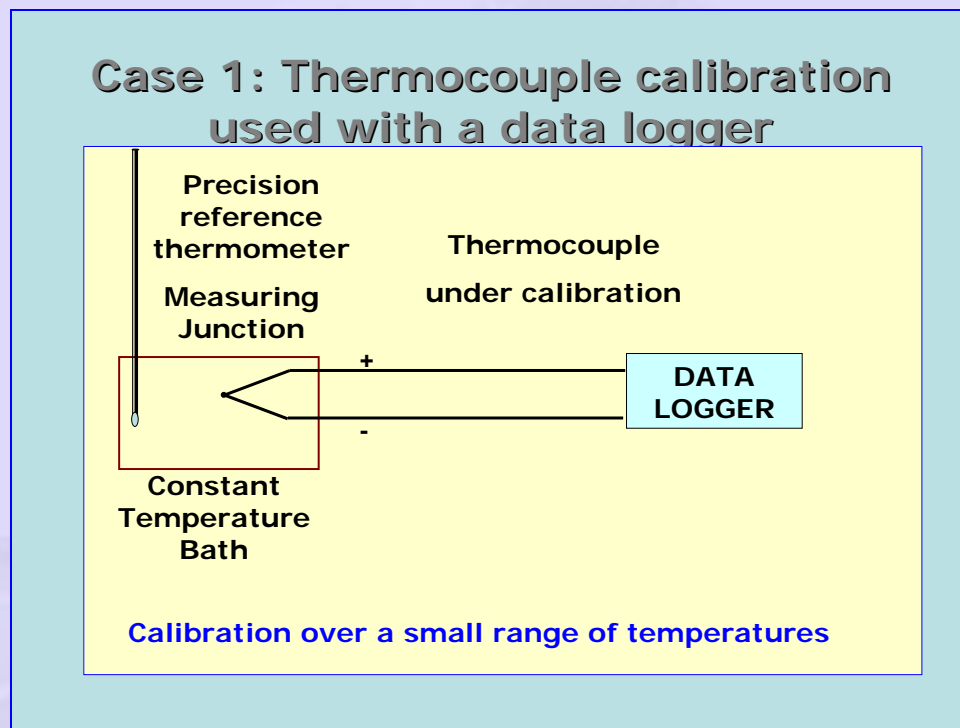 Case 1: Thermocouple calibration
used with a data logger
Precision
reference
thermometer
Thermocouple
under calibration
Measuring
Junction
+
-
DATA
LOGGER
Constant
Temperature
Bath
Calibration over a small range of temperatures